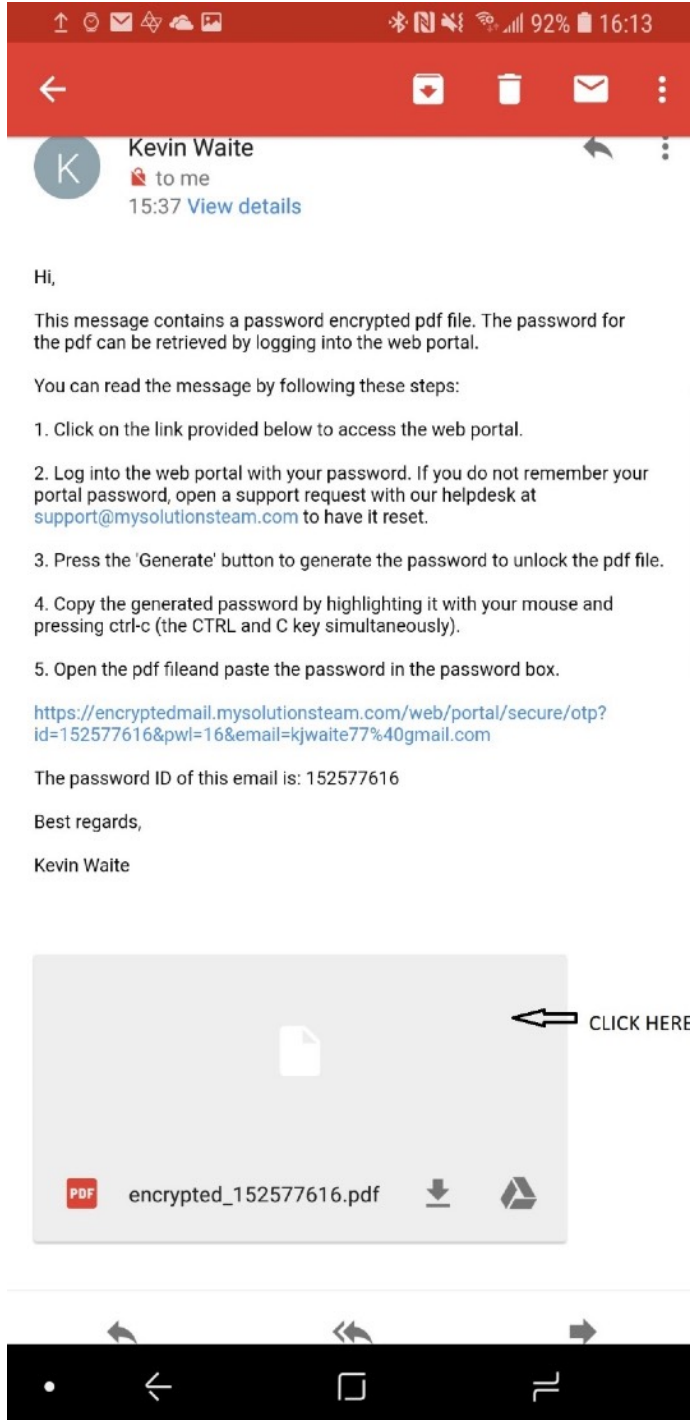 92% 16:13
Kevin Waite
K
to me
15:37 View details
Hi,
This message contains a password encrypted pdf file. The password for
the pdf can be retrieved by logging into the web portal.
You can read the message by following these steps:
1. Click on the link provided below to access the web portal.
2. Log into the web portal with your password. If you do not remember your
portal password, open a support request with our helpdesk at
support@mysolutionsteam.com to have it reset.
3. Press the 'Generate' button to generate the password to unlock the pdf file.
4. Copy the generated password by highlighting it with your mouse and
pressing ctrl-c (the CTRL and C key simultaneously).
5. Open the pdf fileand paste the password in the password box.
https://encryptedmail.mysolutionsteam.com/web/portal/secure/otp?
id=152577616&pwl=16&email=kjwaite77%40gmail.com
The password ID of this email is: 152577616
Best regards,
Kevin Waite
CLICK HERE
PDF encrypted_152577616.pdf